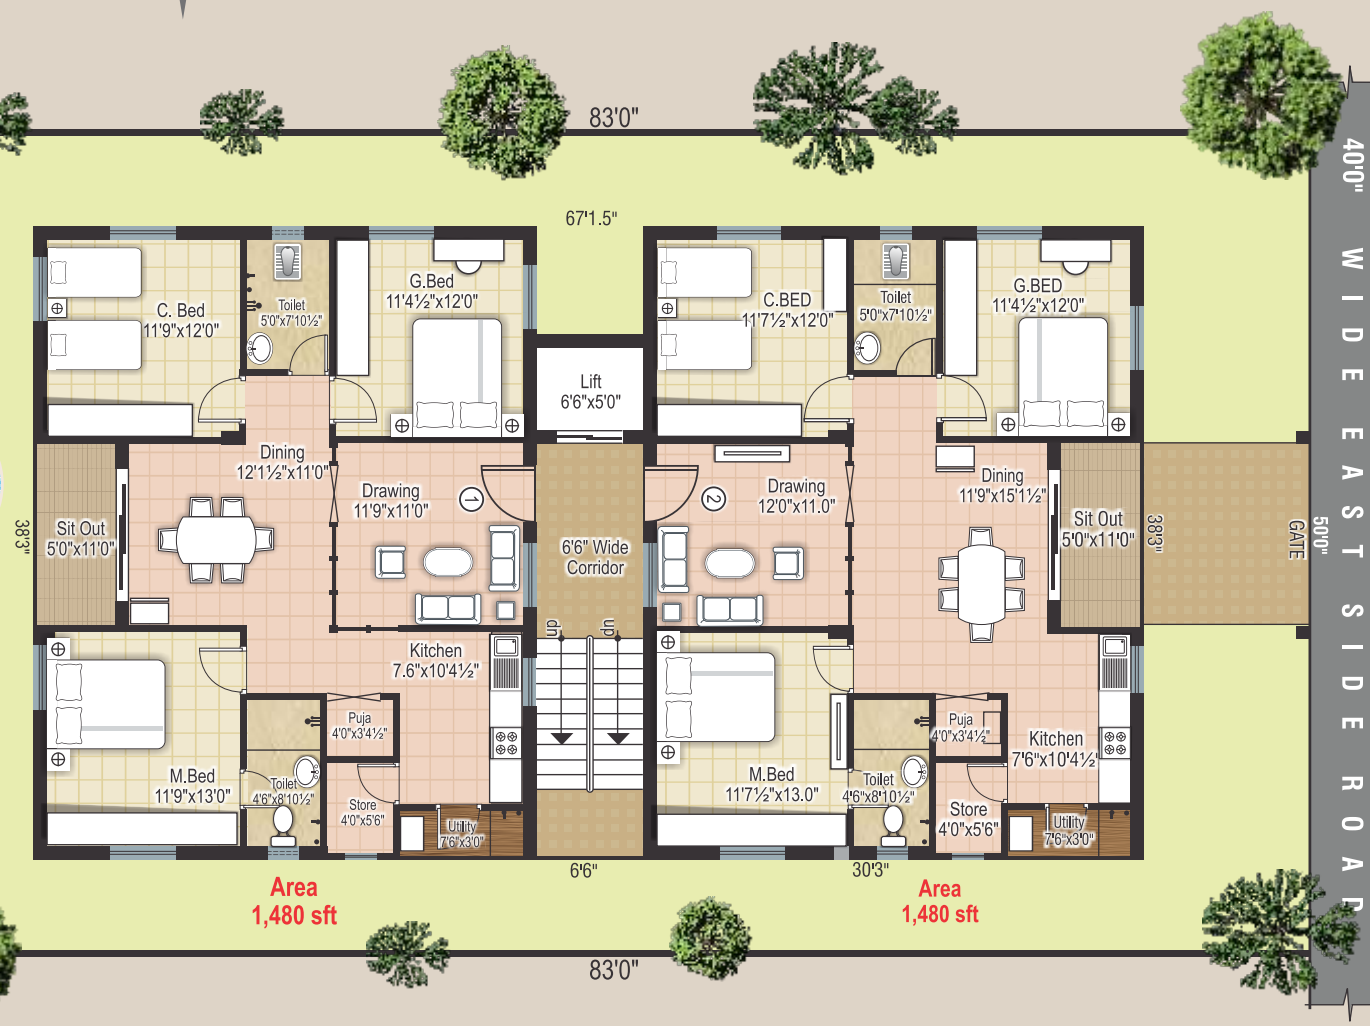 83'0"
67'1.5"
C. Bed
11'9"x12'0"
Toilet
5'0"x7'10½"
G.Bed
11'4½"x12'0"
Lift
6'6"x5'0"
C.BED
11'7½"x12'0"
Toilet
5'0"x7'10½"
G.BED
11'4½"x12'0"
40'0" WIDE EAST SIDE ROAD
Dining
12'1½"x11'0"
Drawing
11'9"x11'0"
1
2
Drawing
12'0"x11.0"
Dining
11'9"x15'1½"
38'3"
Sit Out
5'0"x11'0"
6'6" Wide
Corridor
Sit Out
5'0"x11'0"
38'3"
GATE
50'0"
dn
up
Kitchen
7.6"x10'4½"
Puja
4'0"x3'4½"
Puja
4'0"x3'4½"
Kitchen
7'6"x10'4½"
M.Bed
11'9"x13'0"
Toilet
4'6"x8'10½"
Store
4'0"x5'6"
Utility
7'6"x3'0"
M.Bed
11'7½"x13.0"
Toilet
4'6"x8'10½"
Store
4'0"x5'6"
Utility
7'6"x3'0"
6'6"
30'3"
Area
1,480 sft
Area
1,480 sft
83'0"